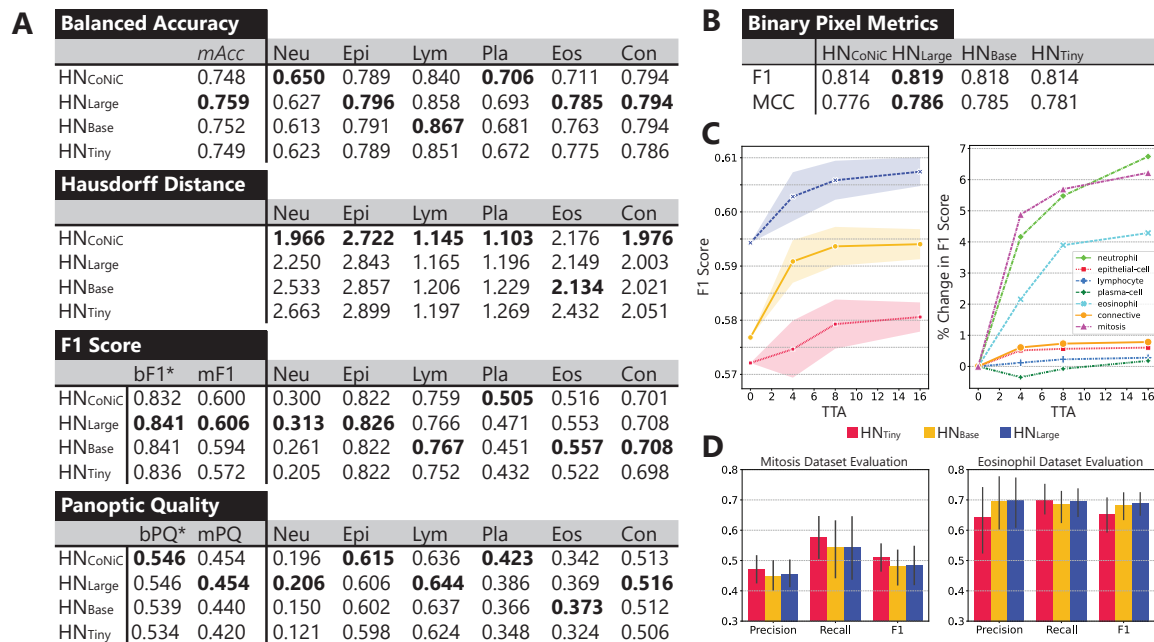 A
Balanced Accuracy
mAcc Neu Epi Lym Pla Eos Con
HNCoNiC 0.748 0.650 0.789 0.840 0.706 0.711 0.794
HNLarge 0.759 0.627 0.796 0.858 0.693 0.785 0.794
HNBase 0.752 0.613 0.791 0.867 0.681 0.763 0.794
HNTiny 0.749 0.623 0.789 0.851 0.672 0.775 0.786
Hausdorff Distance
Neu Epi Lym Pla Eos Con
HNCoNiC 1.966 2.722 1.145 1.103 2.176 1.976
HNLarge 2.250 2.843 1.165 1.196 2.149 2.003
HNBase 2.533 2.857 1.206 1.229 2.134 2.021
HNTiny 2.663 2.899 1.197 1.269 2.432 2.051
F1 Score
bF1* mF1 Neu Epi Lym Pla Eos Con
HNCoNiC 0.832 0.600 0.300 0.822 0.759 0.505 0.516 0.701
HNLarge 0.841 0.606 0.313 0.826 0.766 0.471 0.553 0.708
HNBase 0.841 0.594 0.261 0.822 0.767 0.451 0.557 0.708
HNTiny 0.836 0.572 0.205 0.822 0.752 0.432 0.522 0.698
Panoptic Quality
bPQ* mPQ Neu Epi Lym Pla Eos Con
HNCoNiC 0.546 0.454 0.196 0.615 0.636 0.423 0.342 0.513
HNLarge 0.546 0.454 0.206 0.606 0.644 0.386 0.369 0.516
HNBase 0.539 0.440 0.150 0.602 0.637 0.366 0.373 0.512
HNTiny 0.534 0.420 0.121 0.598 0.624 0.348 0.324 0.506
B
Binary Pixel Metrics
HNCoNiC HNLarge HNBase HNTiny
F1 0.814 0.819 0.818 0.814
MCC 0.776 0.786 0.785 0.781
C
F1 Score
0.61
0.60
0.59
0.58
0.57
0 4 8 12 16
TTA
% Change in F1 Score
7
6
5
4
3
2
1
0
neutrophil
epithelial-cell
lymphocyte
plasma-cell
eosinophil
connective
mitosis
0 2 4 6 8 10 12 14 16
TTA
HNTiny HNBase HNLarge
D
Mitosis Dataset Evaluation
0.8
0.7
0.6
0.5
0.4
0.3
Precision Recall F1
Eosinophil Dataset Evaluation
0.8
0.7
0.6
0.5
0.4
0.3
Precision Recall F1